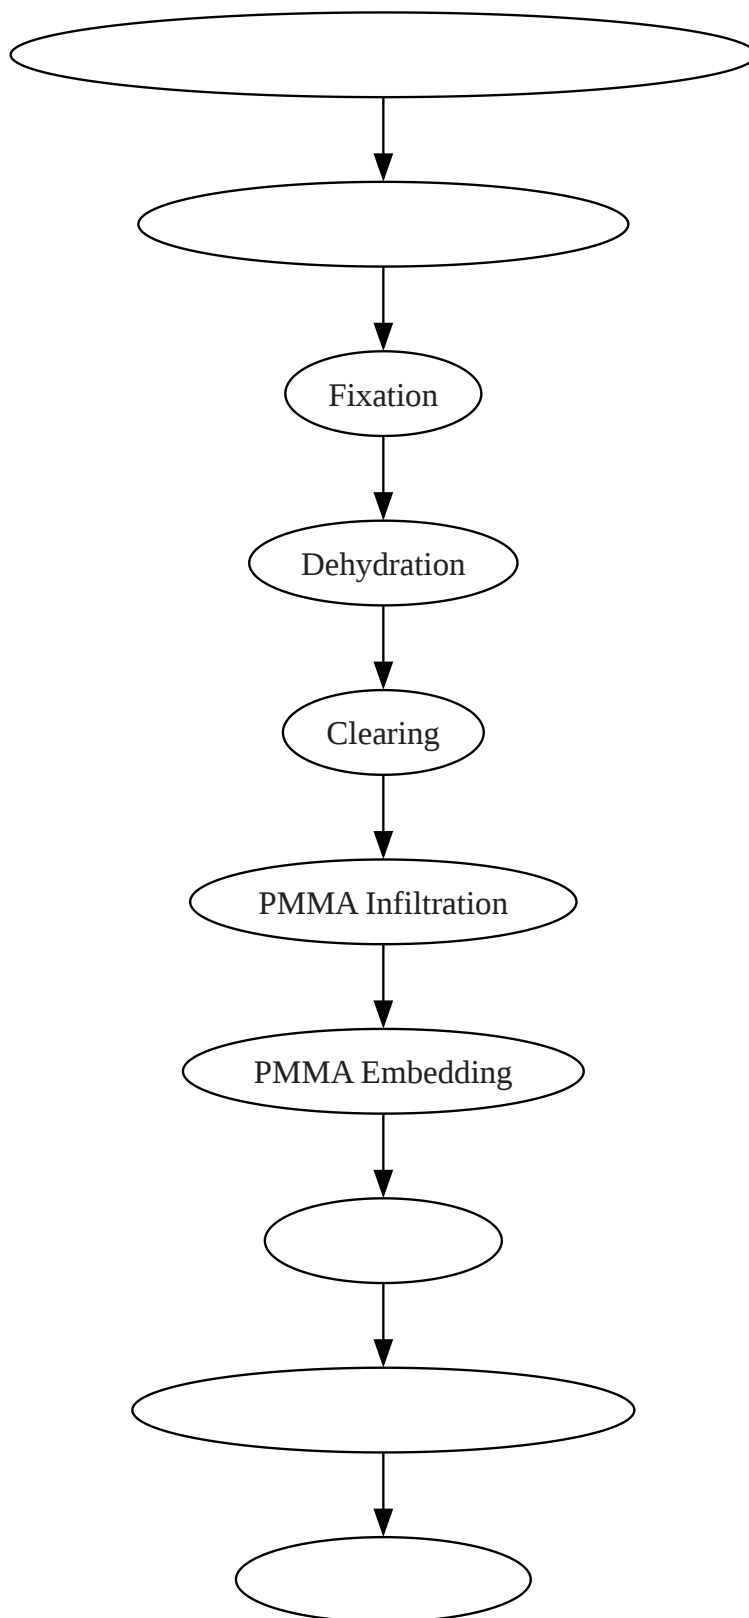 Fixation
Dehydration
Clearing
PMMA Infiltration
PMMA Embedding